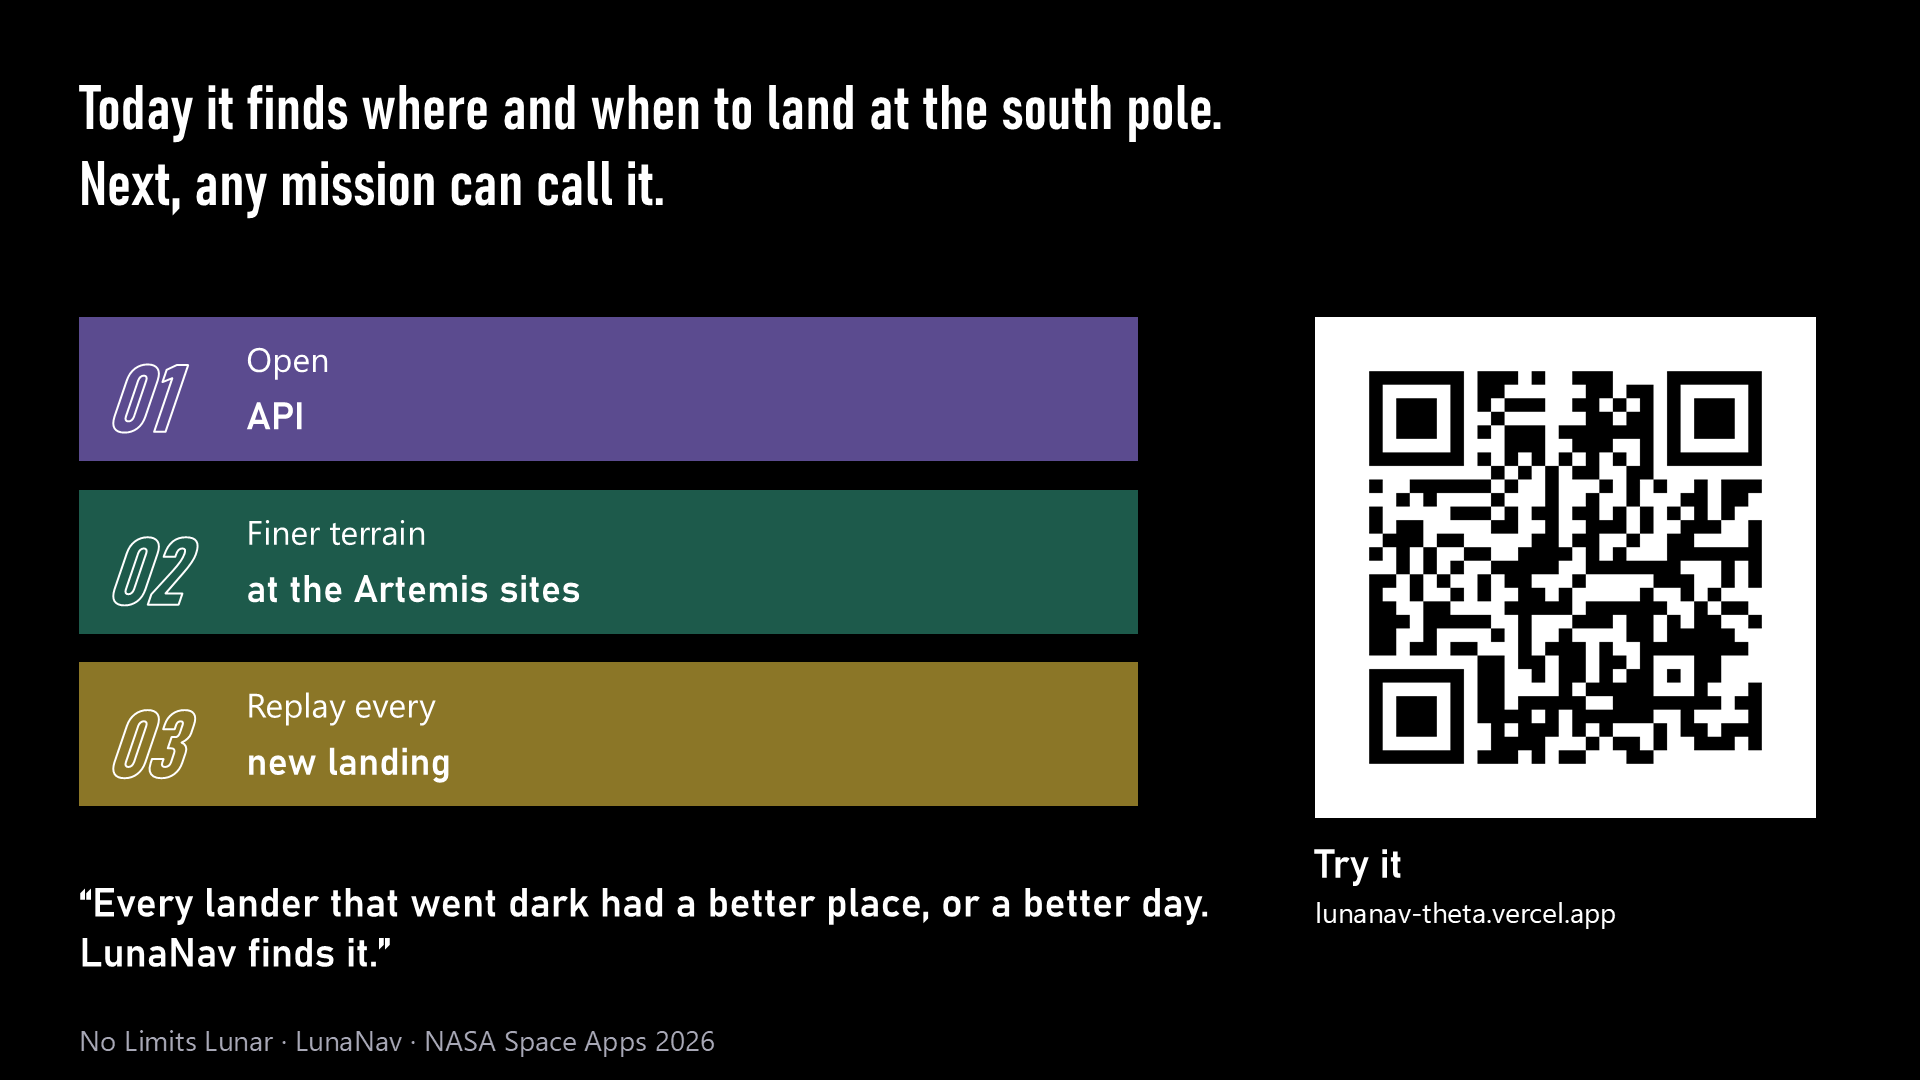 Today it finds where and when to land at the south pole.
Next, any mission can call it.
01
Open
API
02
Finer terrain
at the Artemis sites
03
Replay every
new landing
Try it
lunanav-theta.vercel.app
“Every lander that went dark had a better place, or a better day.
LunaNav finds it.”
No Limits Lunar · LunaNav · NASA Space Apps 2026